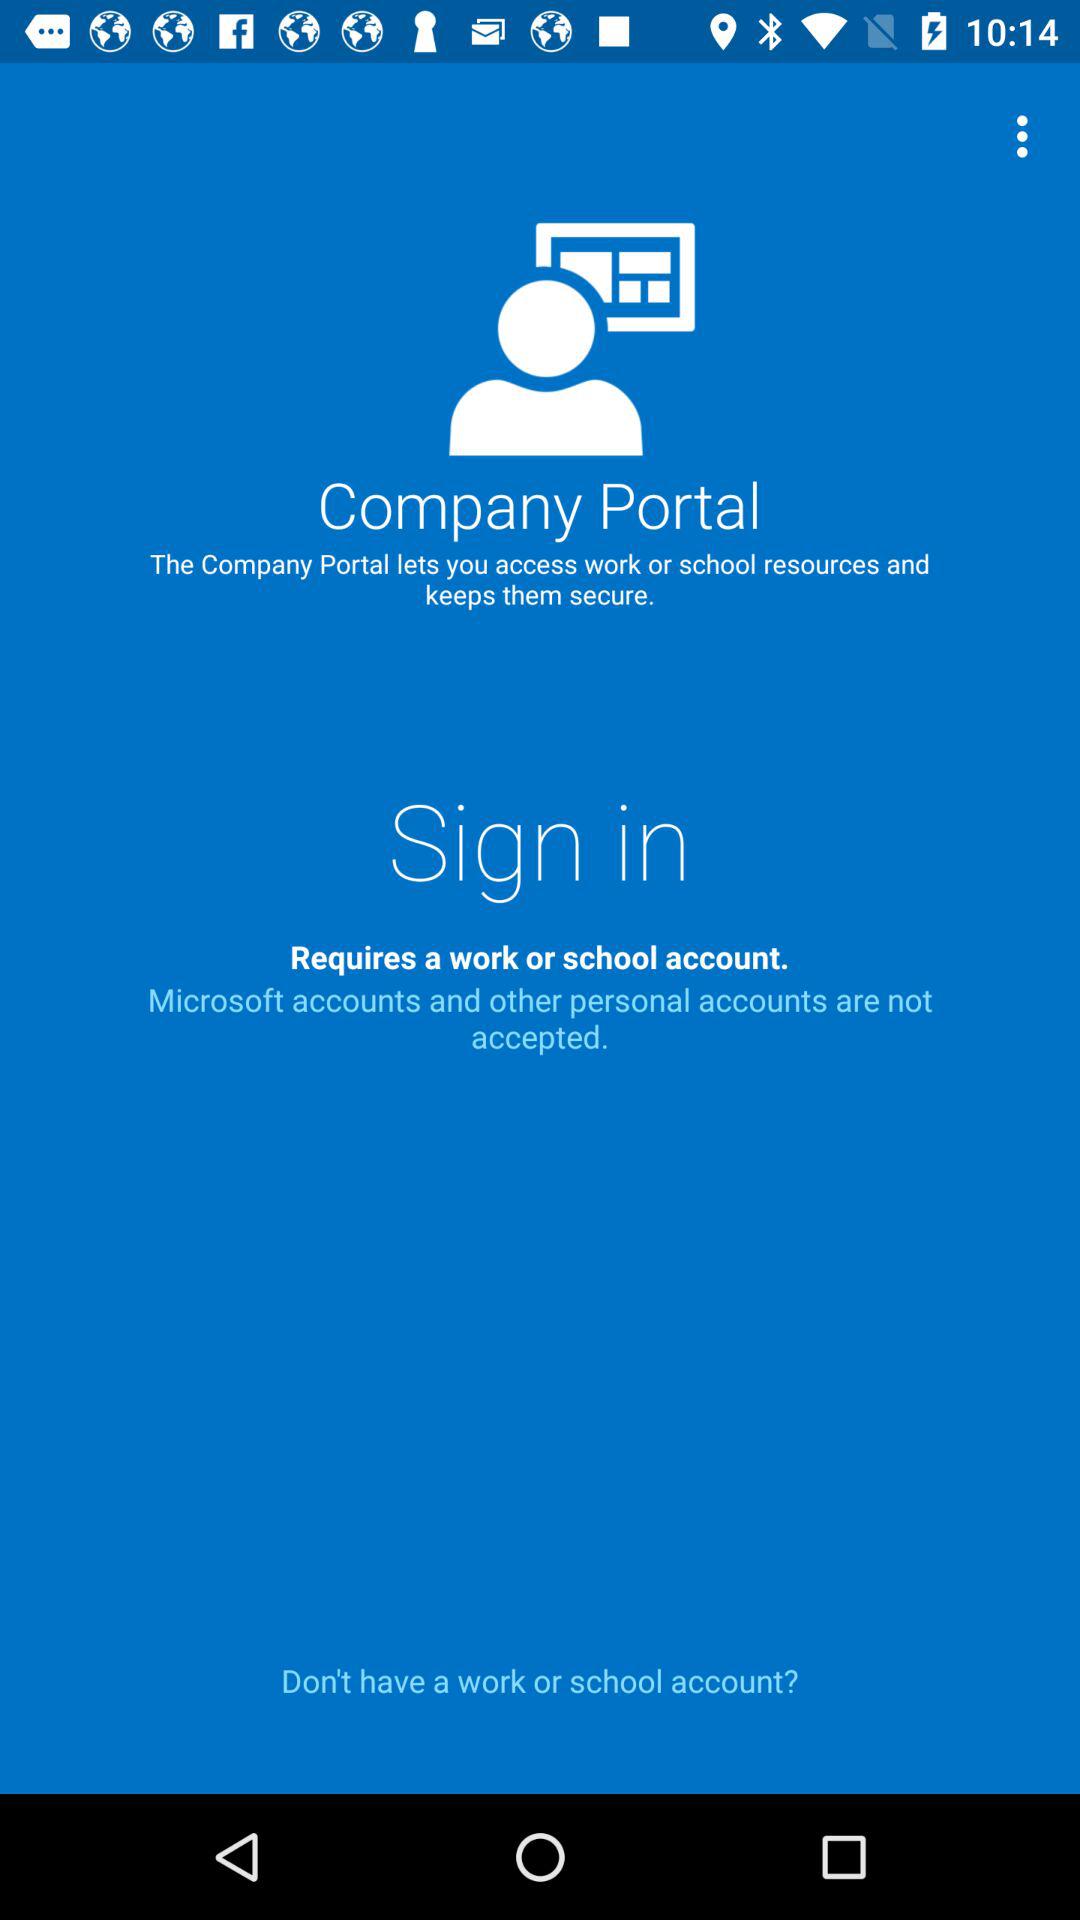 10:14
Company Portal
The Company Portal lets you access work or school resources and
keeps them secure.
Sign in
Requires a work or school account.
Microsoft accounts and other personal accounts are not
accepted.
Don't have a work or school account?